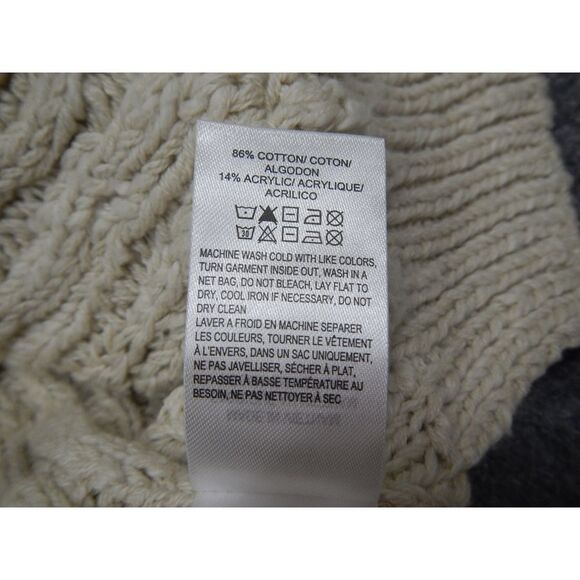 86% COTTON/ COTON/
ALGODON
14% ACRYLIC/ ACRYLIQUE/
ACRILICO
30
MACHINE WASH COLD WITH LIKE COLORS,
TURN GARMENT INSIDE OUT, WASH IN A
NET BAG, DO NOT BLEACH, LAY FLAT TO
DRY, COOL IRON IF NECESSARY, DO NOT
DRY CLEAN
LAVER A FROID EN MACHINE SEPARER
LES COULEURS, TOURNER LE VÊTEMENT
À L'ENVERS, DANS UN SAC UNIQUEMENT,
NE PAS JAVELLISER, SÉCHER À PLAT,
REPASSER À BASSE TEMPÉRATURE AU
BESOIN, NE PAS NETTOYER À SEC